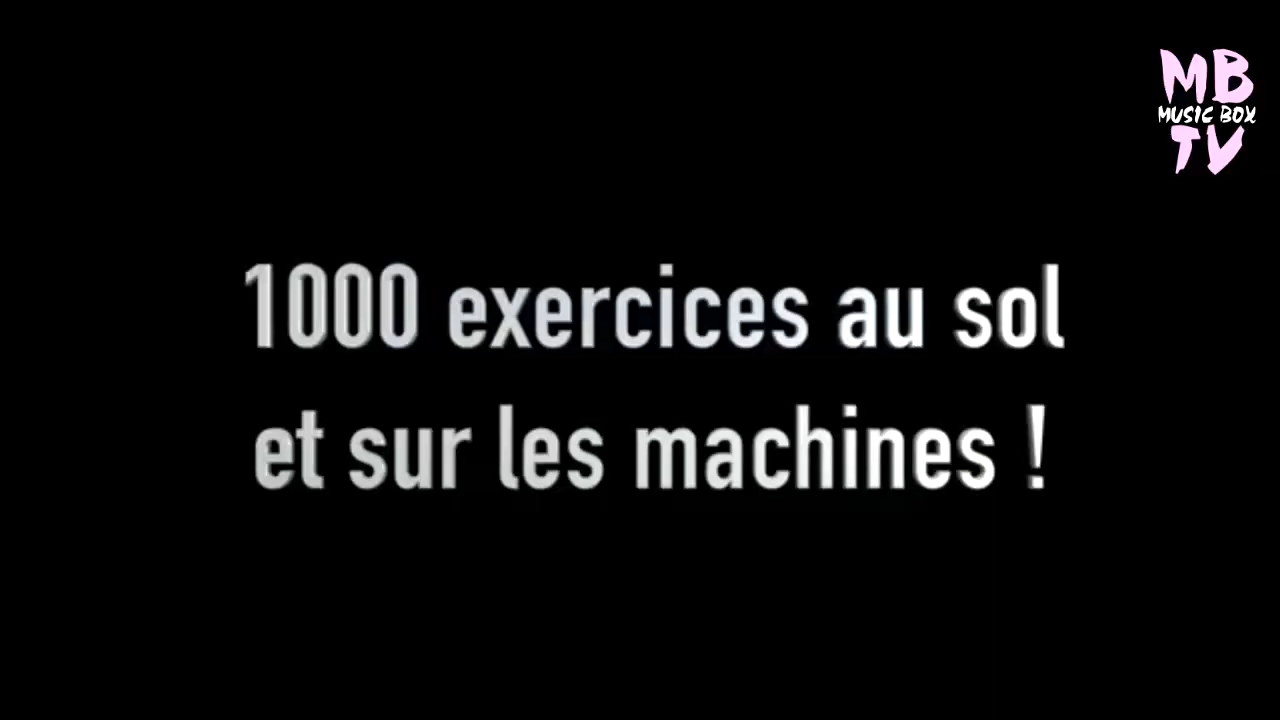 MB
MUSIC BOX
TV
1000 exercices au sol
et sur les machines !